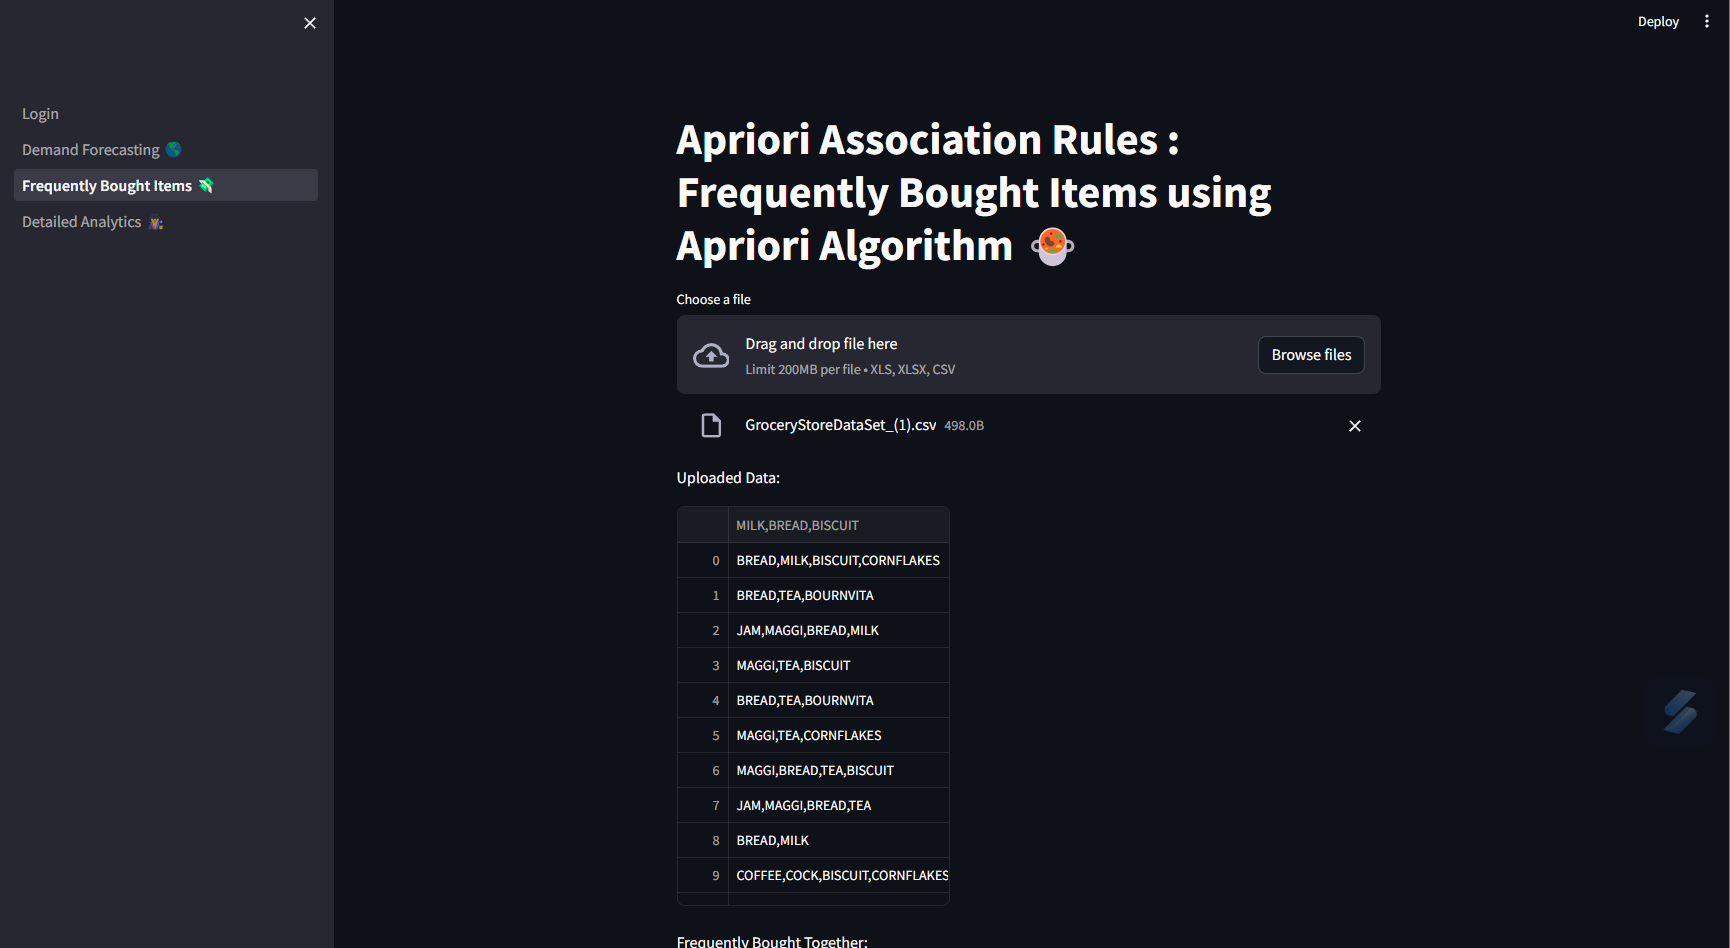 Deploy
Login
Demand Forecasting
Frequently Bought Items
Detailed Analytics
Apriori Association Rules :
Frequently Bought Items using
Apriori Algorithm
Choose a file
Drag and drop file here
Limit 200MB per file • XLS, XLSX, CSV
Browse files
GroceryStoreDataSet_(1).csv 498.0B
Uploaded Data:
MILK,BREAD,BISCUIT
0 BREAD,MILK,BISCUIT,CORNFLAKES
1 BREAD,TEA,BOURNVITA
2 JAM,MAGGI,BREAD,MILK
3 MAGGI,TEA,BISCUIT
4 BREAD,TEA,BOURNVITA
5 MAGGI,TEA,CORNFLAKES
6 MAGGI,BREAD,TEA,BISCUIT
7 JAM,MAGGI,BREAD,TEA
8 BREAD,MILK
9 COFFEE,COCK,BISCUIT,CORNFLAKES
Frequently Bought Together: